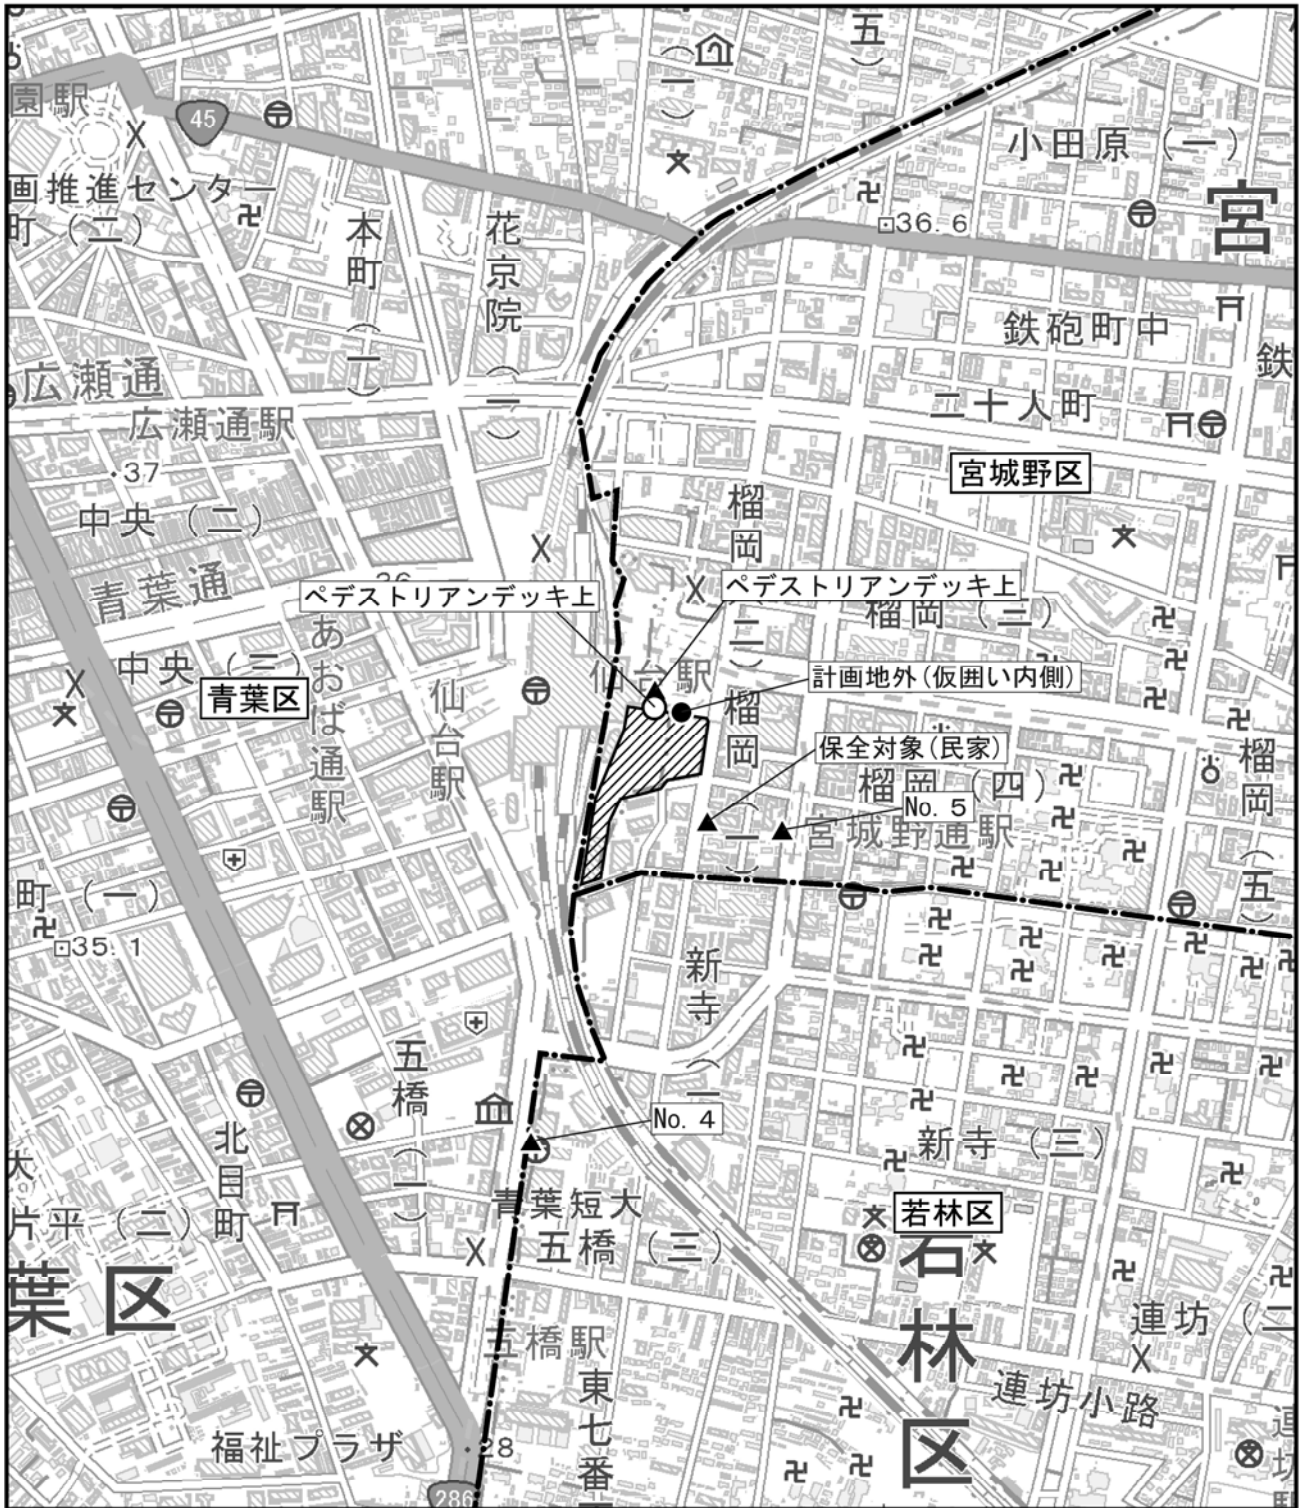 五（
（一）
園駅
45
小田原（一）
宮
画推進センター
町（二）
本町（一）
花京院（一）
36.6
鉄砲町中
鉄
広瀬通
広瀬通駅
二十人町
37
宮城野区
中央（二）
榴岡（二）
青葉通
ペデストリアンデッキ上
ペデストリアンデッキ上
榴岡（三）
あおば通駅
中央（三）
青葉区
仙台駅
仙台駅
計画地外（仮囲い内側）
榴岡（一）
保全対象（民家）
榴岡（四）
No. 5
宮城野通駅
榴岡（五）
町（一）
35.1
新寺（一）
五橋（一）
No. 4
北目町
新寺（三）
片平（二）
青葉短大
五橋（三）
若林区
若林区
葉区
連坊（二
五橋駅
連坊小路
東七番
福祉プラザ
28
286
連坊